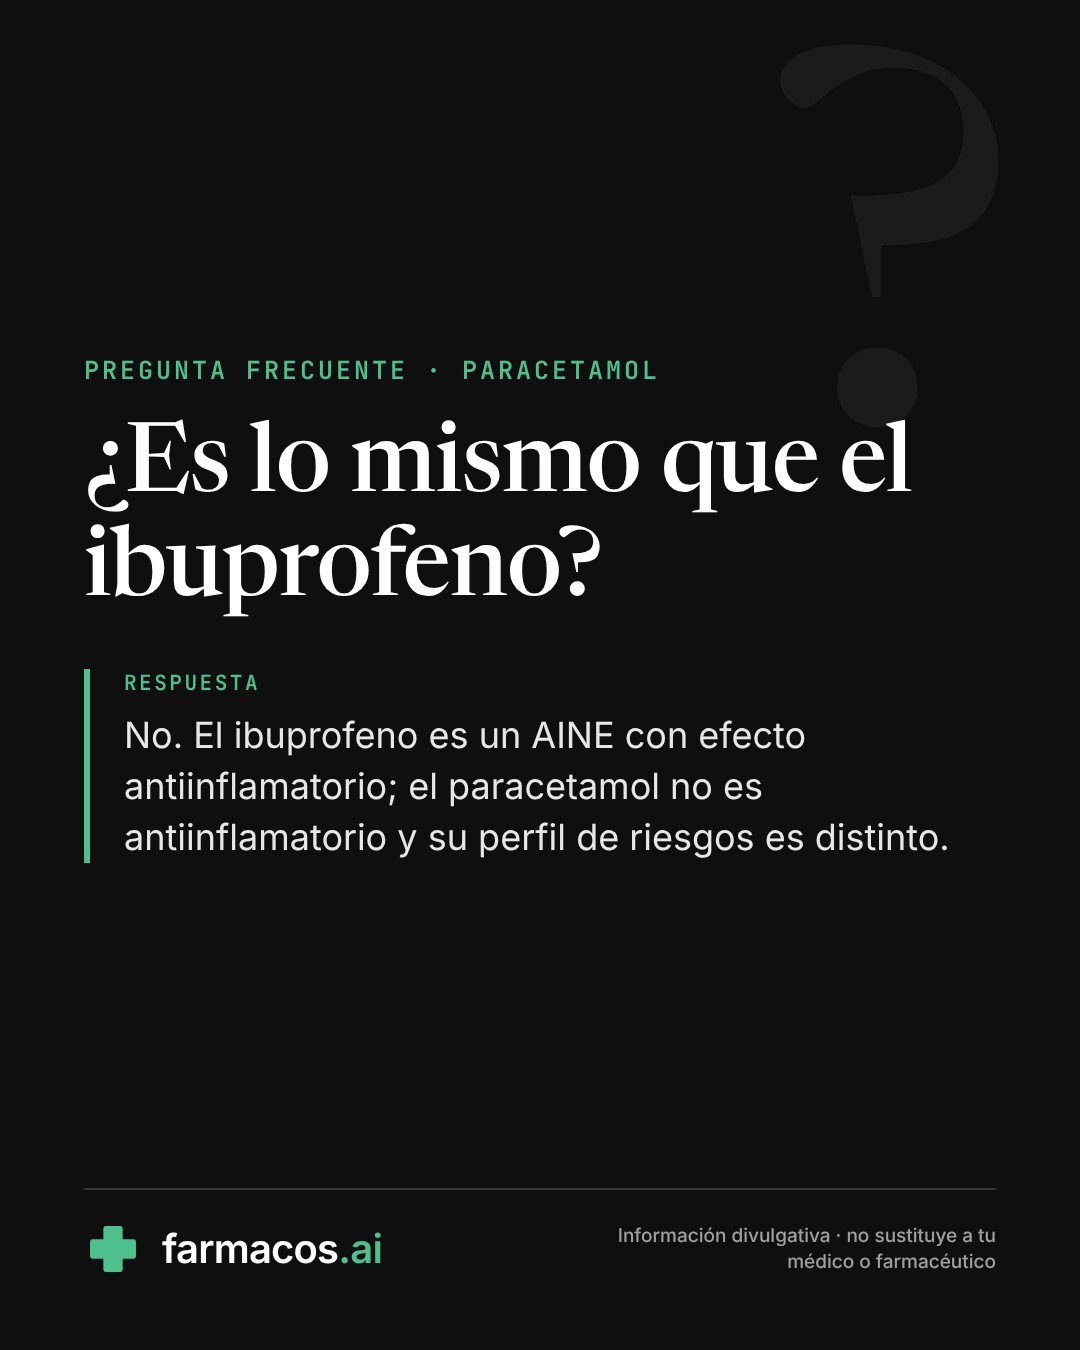 ?
PREGUNTA FRECUENTE · PARACETAMOL
¿Es lo mismo que el
ibuprofeno?
RESPUESTA
No. El ibuprofeno es un AINE con efecto
antiinflamatorio; el paracetamol no es
antiinflamatorio y su perfil de riesgos es distinto.
farmacos.ai
Información divulgativa · no sustituye a tu
médico o farmacéutico